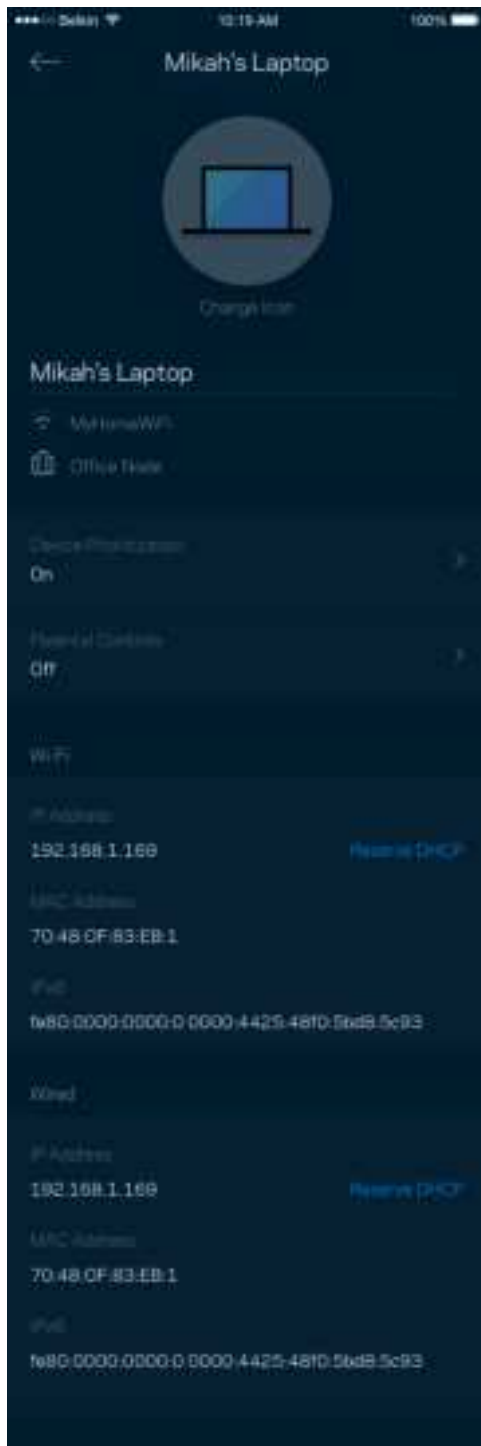 Belkin 10:19 AM 100%
Mikah's Laptop
Change Icon
Mikah's Laptop
MyHomeWiFi
Office Node
Device Prioritization
On
Parental Controls
Off
Wi-Fi
IP Address
192.168.1.169 Reserve DHCP
MAC Address
70:48:0F:83:EB:1
IPv6
fe80:0000:0000:0:0000:4425:48f0:5bd8:5c93
Wired
IP Address
192.168.1.169 Reserve DHCP
MAC Address
70:48:0F:83:EB:1
IPv6
fe80:0000:0000:0:0000:4425:48f0:5bd8:5c93